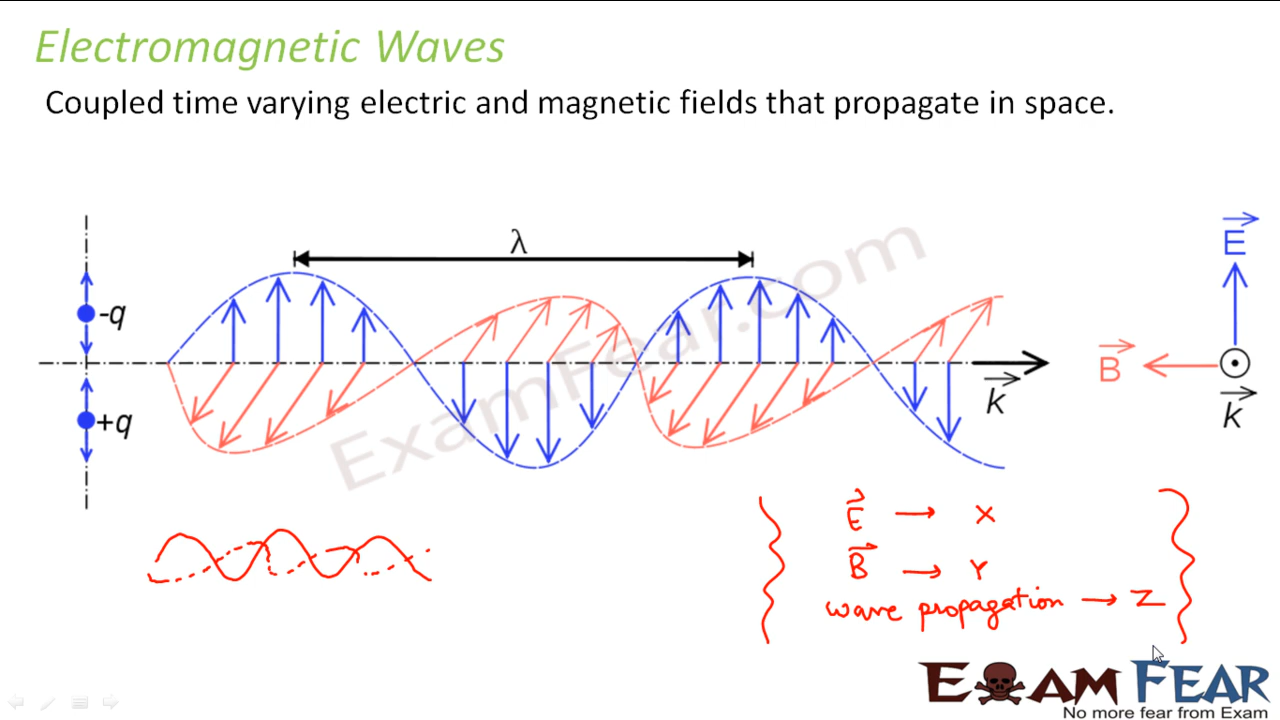 Electromagnetic Waves
Coupled time varying electric and magnetic fields that propagate in space.
λ
-q
+q
k
E
B
k
ExamFear.com
E → X
B → Y
wave propagation → Z
EXAM FEAR
No more fear from Exam